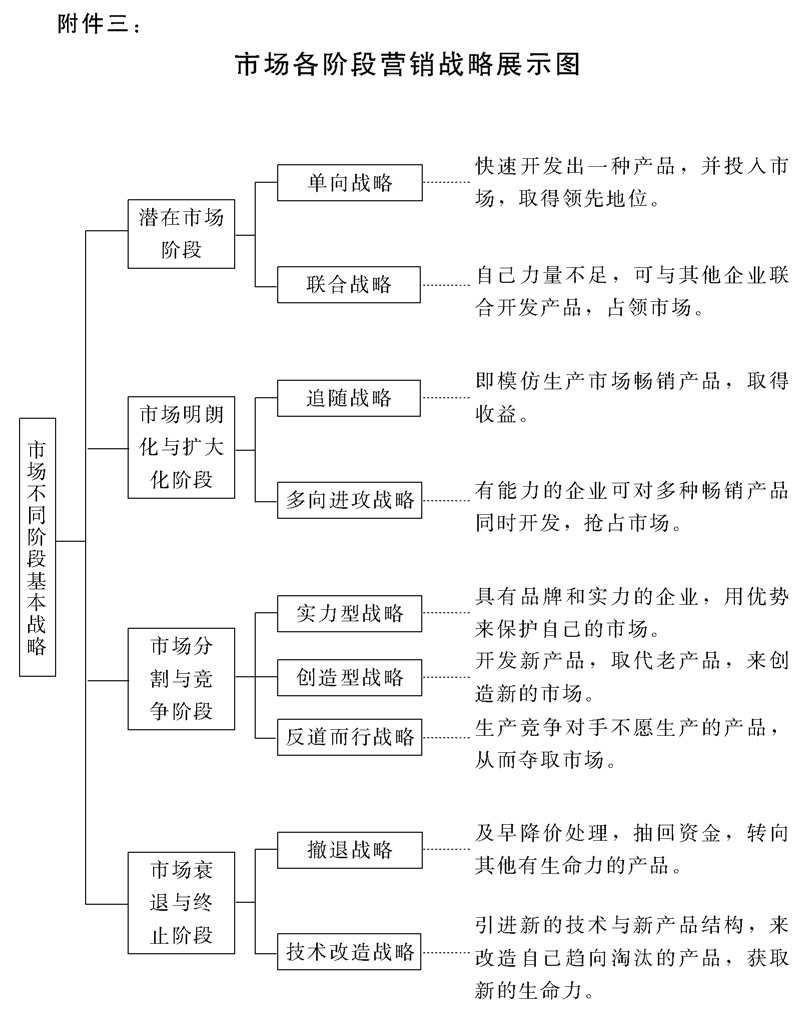 附件三：
市场各阶段营销战略展示图
市场不同阶段基本战略
潜在市场
阶段
单向战略
快速开发出一种产品，并投入市
场，取得领先地位。
联合战略
自己力量不足，可与其他企业联
合开发产品，占领市场。
市场明朗
化与扩大
化阶段
追随战略
即模仿生产市场畅销产品，取得
收益。
多向进攻战略
有能力的企业可对多种畅销产品
同时开发，抢占市场。
市场分
割与竞
争阶段
实力型战略
具有品牌和实力的企业，用优势
来保护自己的市场。
创造型战略
开发新产品，取代老产品，来创
造新的市场。
反道而行战略
生产竞争对手不愿生产的产品，
从而夺取市场。
市场衰
退与终
止阶段
撤退战略
及早降价处理，抽回资金，转向
其他有生命力的产品。
技术改造战略
引进新的技术与新产品结构，来
改造自己趋向淘汰的产品，获取
新的生命力。